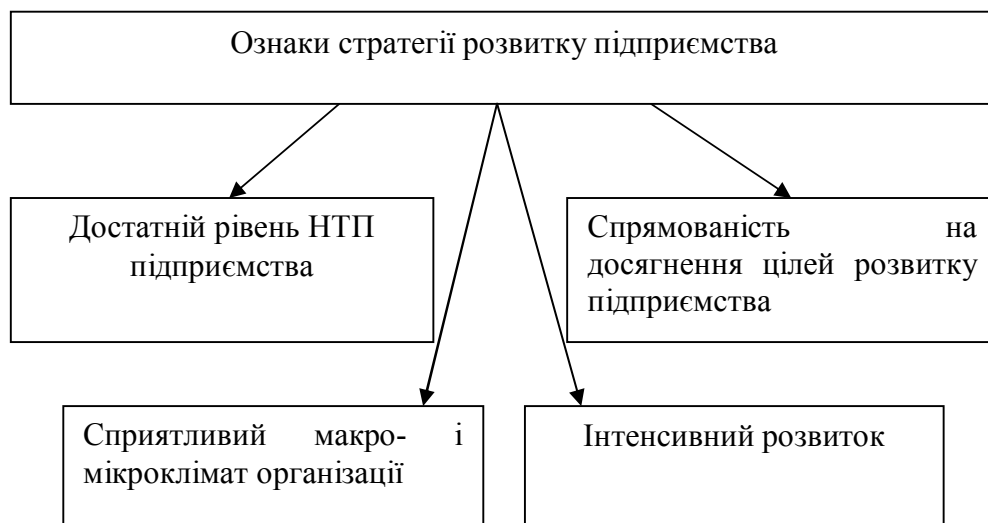 Ознаки стратегії розвитку підприємства
Достатній рівень НТП
підприємства
Спрямованість на
досягнення цілей розвитку
підприємства
Сприятливий макро- і
мікроклімат організації
Інтенсивний розвиток